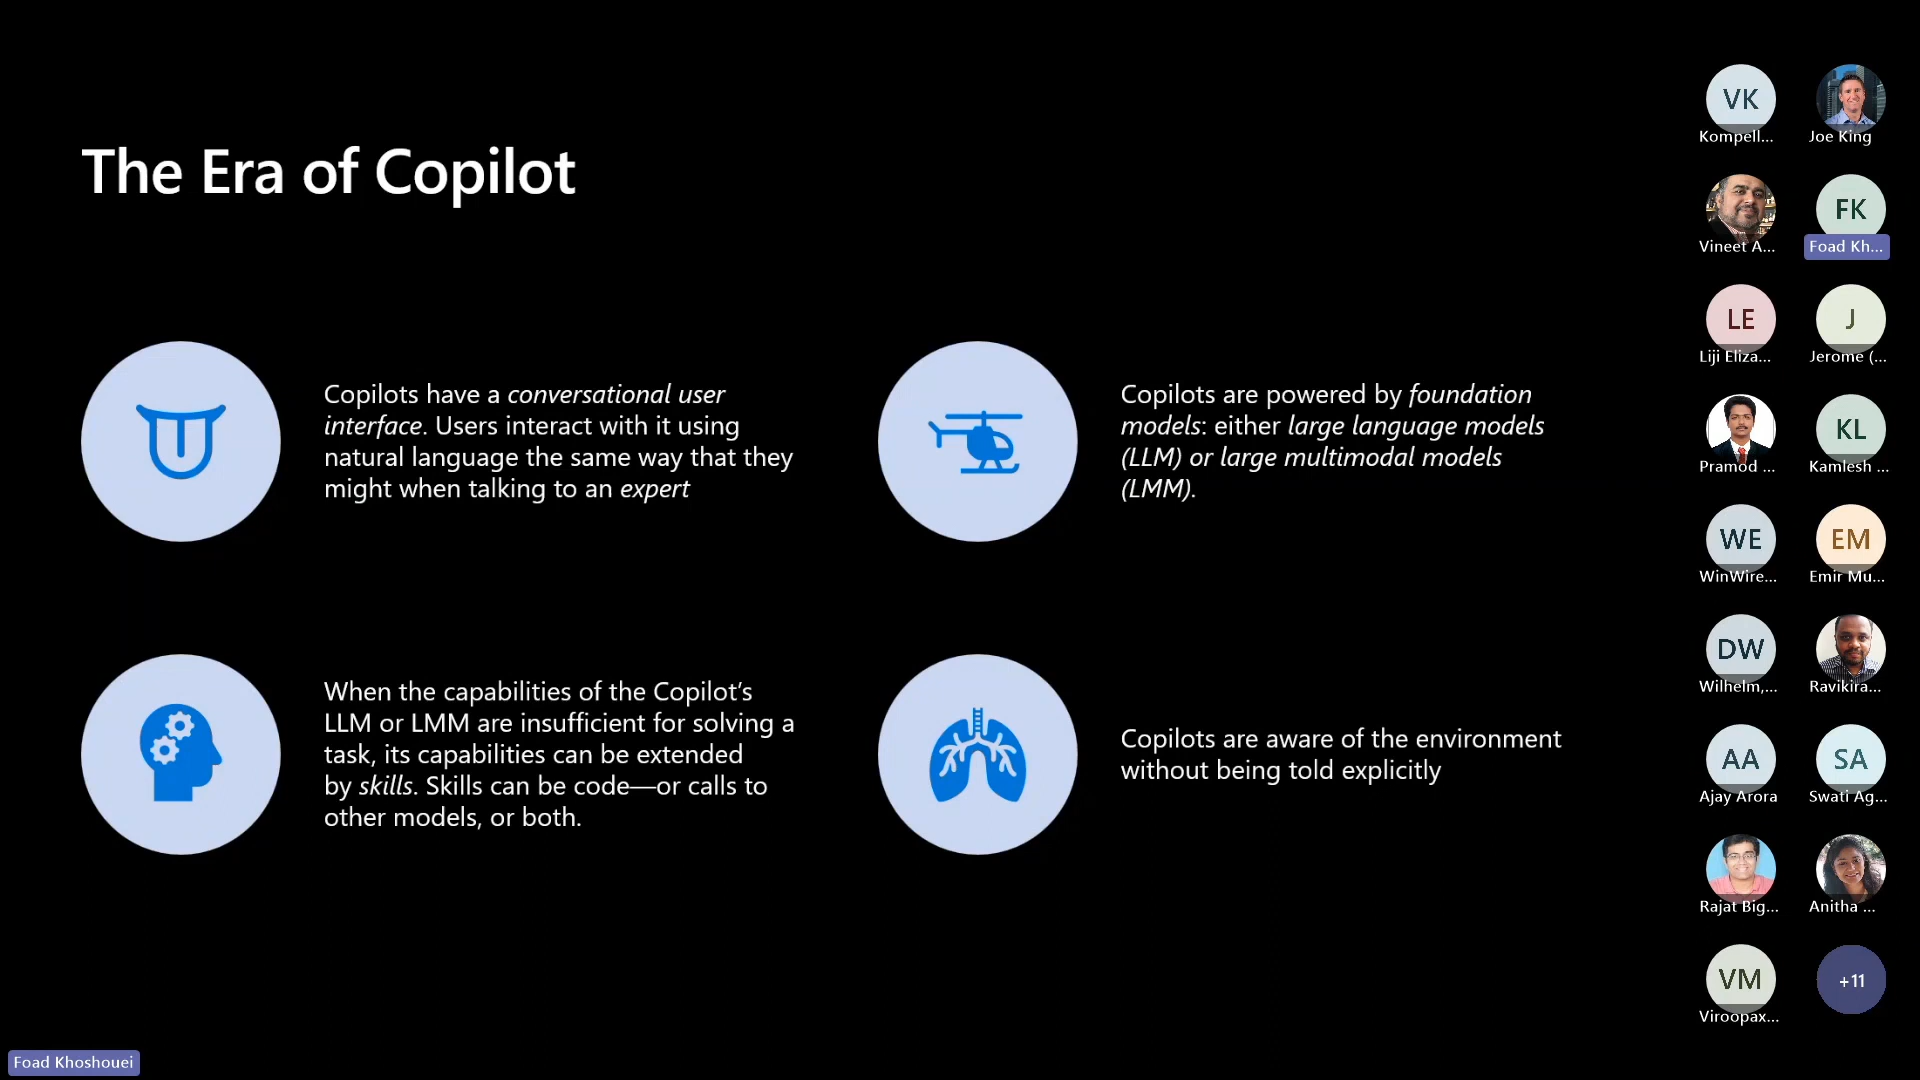 The Era of Copilot
Copilots have a conversational user
interface. Users interact with it using
natural language the same way that they
might when talking to an expert
Copilots are powered by foundation
models: either large language models
(LLM) or large multimodal models
(LMM).
When the capabilities of the Copilot’s
LLM or LMM are insufficient for solving a
task, its capabilities can be extended
by skills. Skills can be code—or calls to
other models, or both.
Copilots are aware of the environment
without being told explicitly
VK
Kompell...
Joe King
Vineet A...
FK
Foad Kh...
LE
Liji Eliza...
J
Jerome (...
Pramod ...
KL
Kamlesh ...
WE
WinWire...
EM
Emir Mu...
DW
Wilhelm,...
Ravikira...
AA
Ajay Arora
SA
Swati Ag...
Rajat Big...
Anitha ...
VM
Viroopax...
+11
Foad Khoshouei